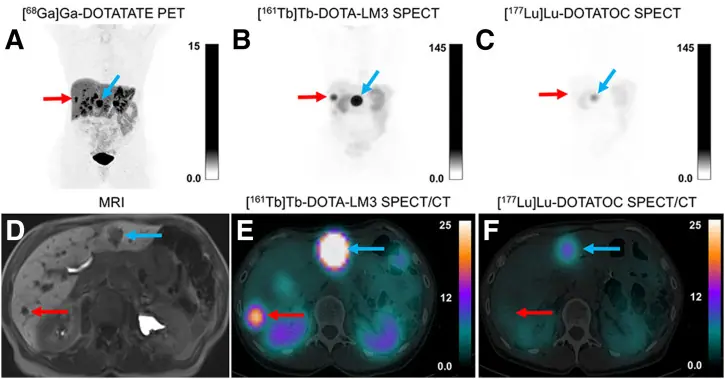 [⁶⁸Ga]Ga-DOTATATE PET
[¹⁶¹Tb]Tb-DOTA-LM3 SPECT
[¹⁷⁷Lu]Lu-DOTATOC SPECT
A
15
0.0
B
145
0.0
C
145
0.0
MRI
[¹⁶¹Tb]Tb-DOTA-LM3 SPECT/CT
[¹⁷⁷Lu]Lu-DOTATOC SPECT/CT
D
E
25
12
0.0
F
25
12
0.0